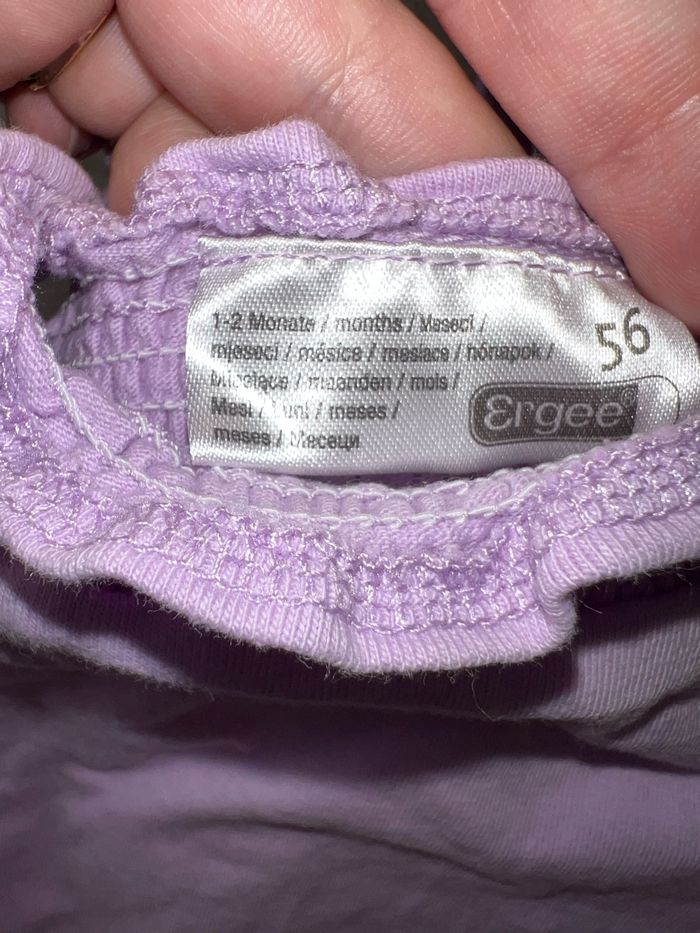 1-2 Monate / months / Meseci /
mjeseci / měsíce / mesiace / hónapok /
miesiące / maanden / mois /
Mesi / Luni / meses /
meses / Месеци
56
ergee